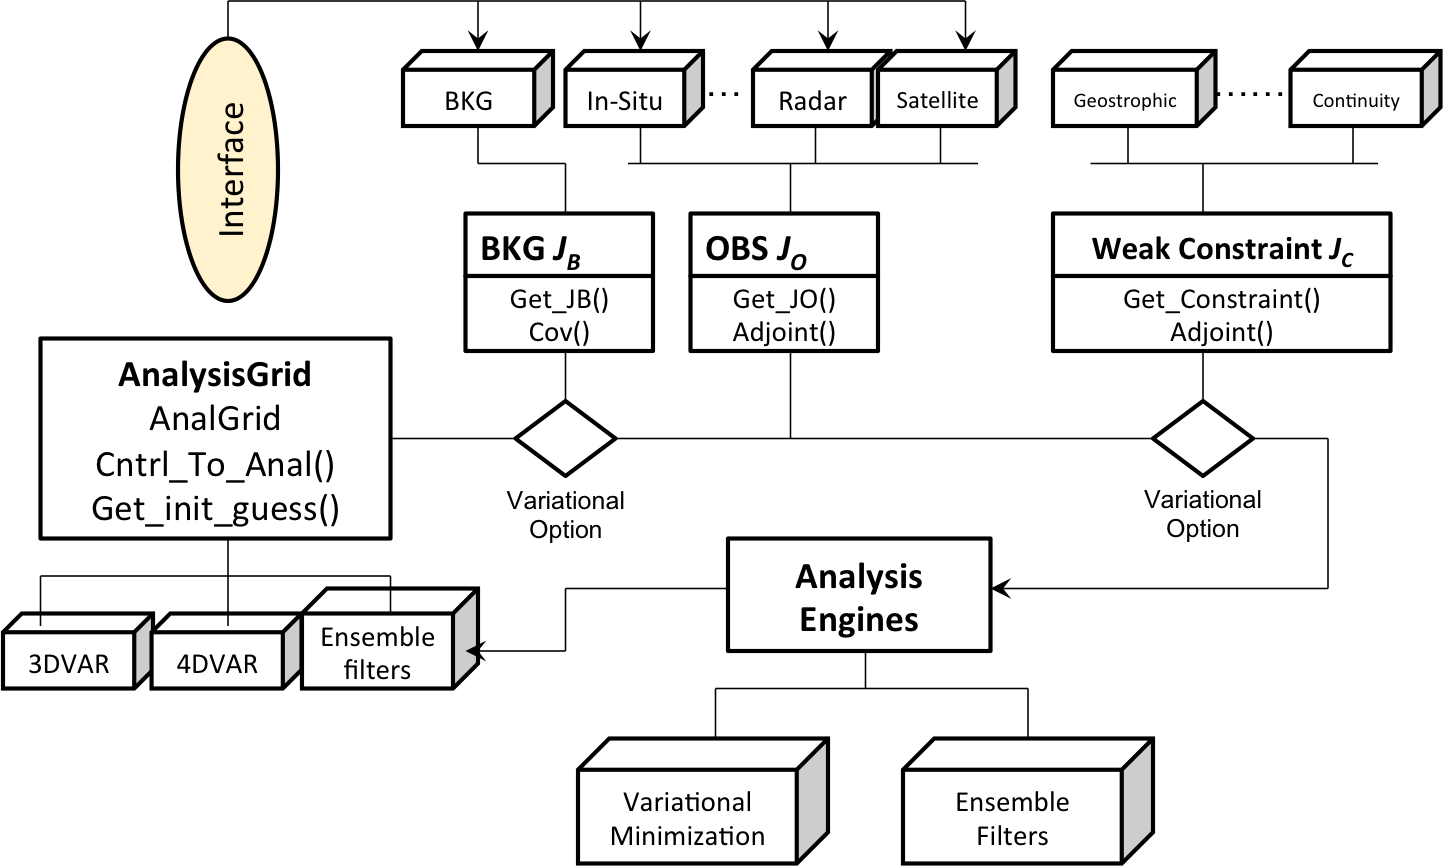 Interface
BKG
In-Situ
Radar
Satellite
Geostrophic
Continuity
BKG J_B
Get_JB()
Cov()
OBS J_O
Get_JO()
Adjoint()
Weak Constraint J_C
Get_Constraint()
Adjoint()
AnalysisGrid
AnalGrid
Cntrl_To_Anal()
Get_init_guess()
Variational
Option
Variational
Option
Analysis
Engines
3DVAR
4DVAR
Ensemble
filters
Variational
Minimization
Ensemble
Filters